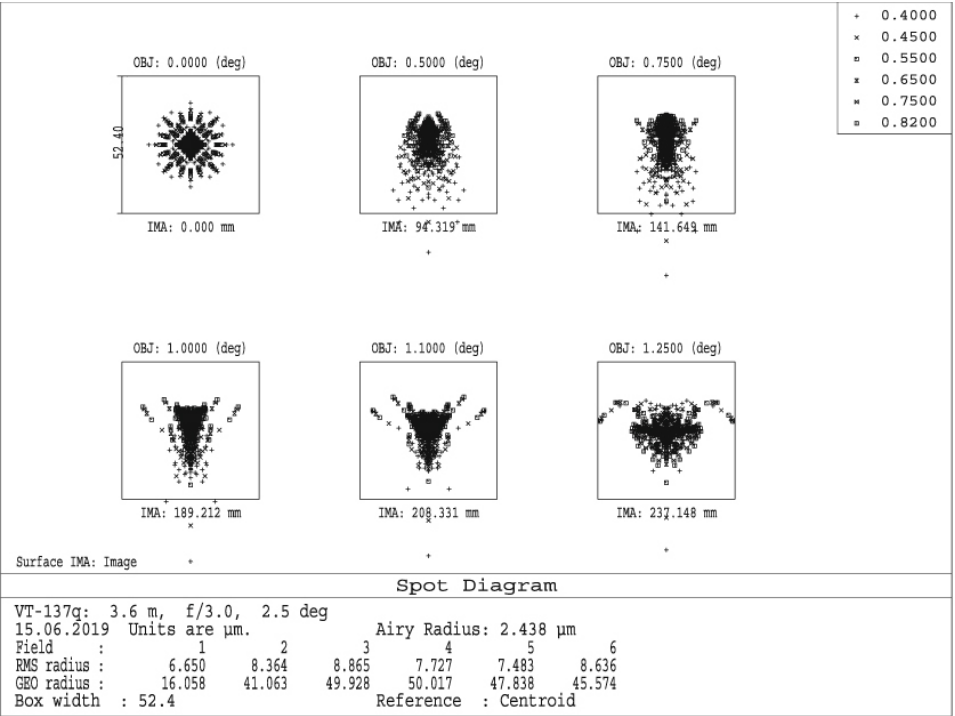 0.4000
0.4500
0.5500
0.6500
0.7500
0.8200
OBJ: 0.0000 (deg)
OBJ: 0.5000 (deg)
OBJ: 0.7500 (deg)
52.40
IMA: 0.000 mm
IMA: 94.319 mm
IMA: 141.649 mm
OBJ: 1.0000 (deg)
OBJ: 1.1000 (deg)
OBJ: 1.2500 (deg)
IMA: 189.212 mm
IMA: 208.331 mm
IMA: 237.148 mm
Surface IMA: Image
Spot Diagram
VT-137q: 3.6 m, f/3.0, 2.5 deg
15.06.2019 Units are µm. Airy Radius: 2.438 µm
Field : 1 2 3 4 5 6
RMS radius : 6.650 8.364 8.865 7.727 7.483 8.636
GEO radius : 16.058 41.063 49.928 50.017 47.838 45.574
Box width : 52.4 Reference : Centroid